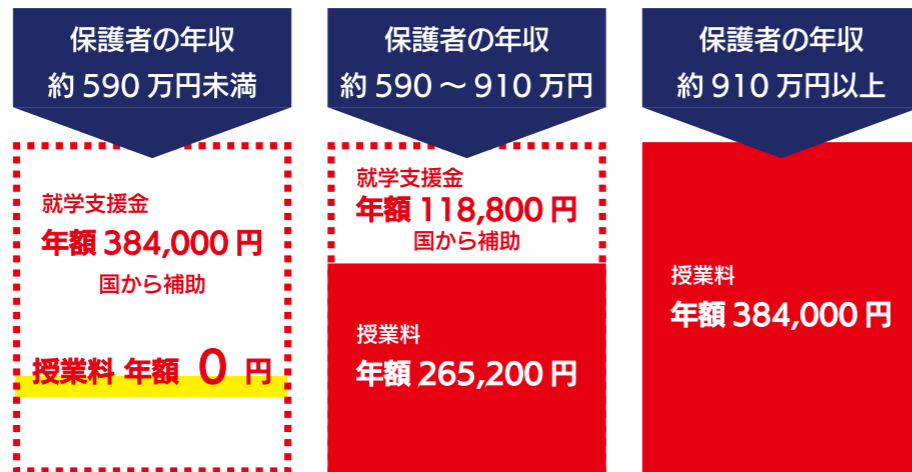 保護者の年収
約 590 万円未満
就学支援金
年額 384,000 円
国から補助
授業料 年額 0 円
保護者の年収
約 590 ~ 910 万円
就学支援金
年額 118,800 円
国から補助
授業料
年額 265,200 円
保護者の年収
約 910 万円以上
授業料
年額 384,000 円